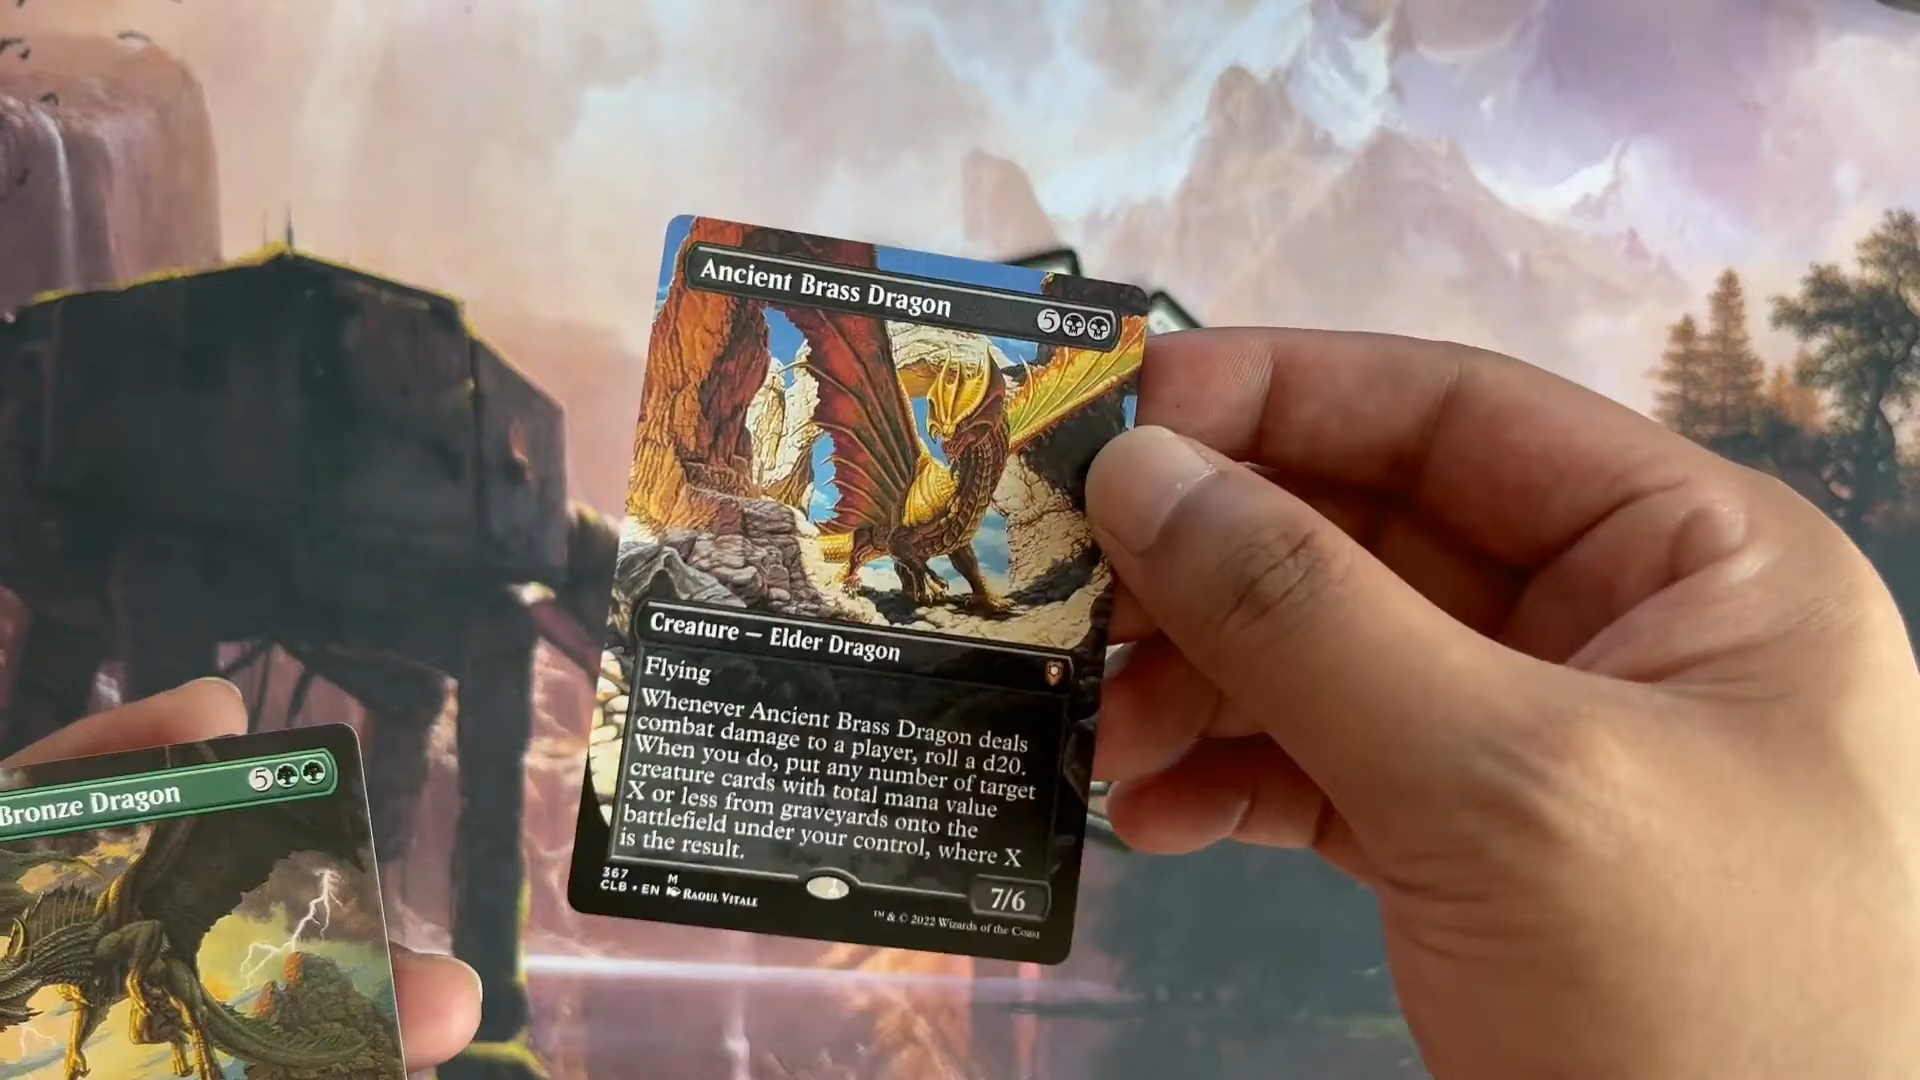 Ancient Brass Dragon
5
Creature — Elder Dragon
Flying
Whenever Ancient Brass Dragon deals
combat damage to a player, roll a d20.
When you do, put any number of target
creature cards with total mana value
X or less from graveyards onto the
battlefield under your control, where X
is the result.
7/6
367 M
CLB • EN Raoul Vitale
™ & © 2022 Wizards of the Coast
Bronze Dragon
5